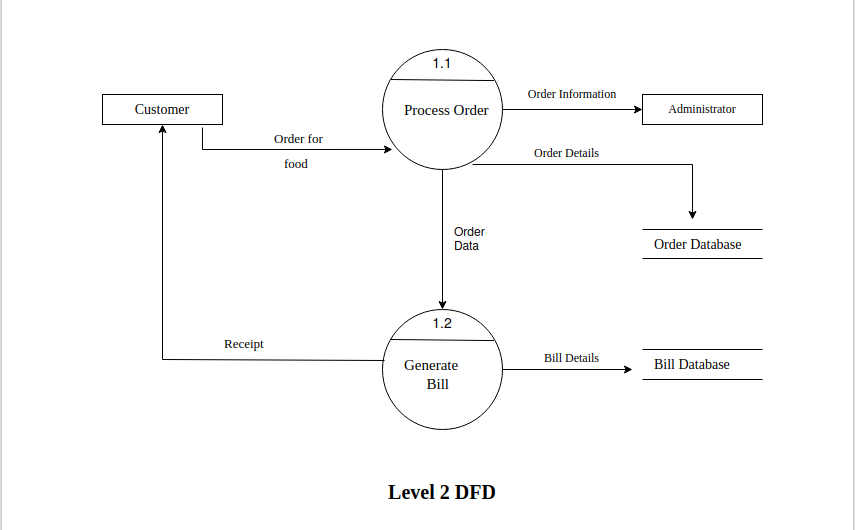 1.1
Process Order
Customer
Order Information
Administrator
Order for
food
Order Details
Order
Data
Order Database
1.2
Generate
Bill
Receipt
Bill Details
Bill Database
Level 2 DFD